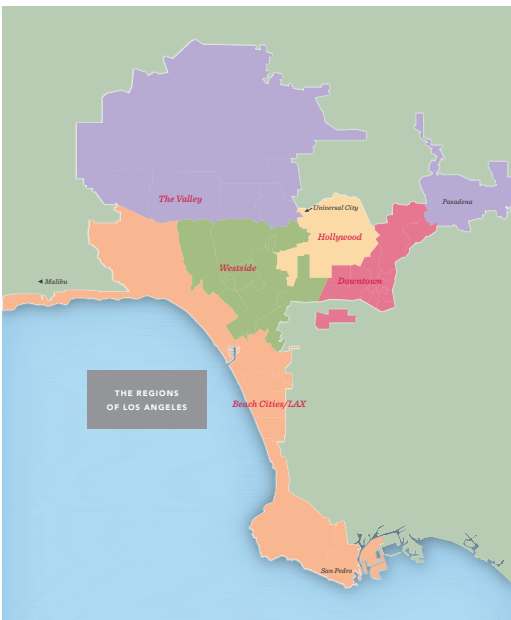 The Valley
Pasadena
Universal City
Hollywood
Westside
Malibu
Downtown
THE REGIONS
OF LOS ANGELES
Beach Cities/LAX
San Pedro